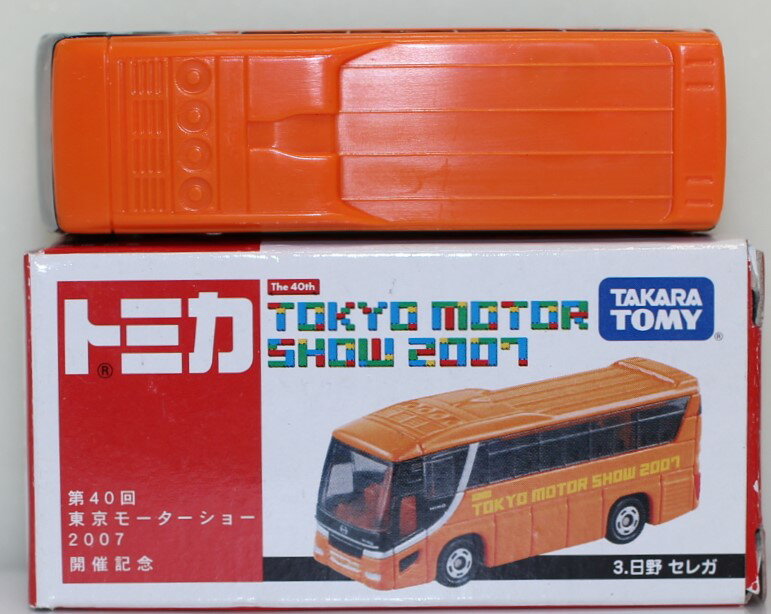 The 40th
トミカ®
TOKYO MOTOR
SHOW 2007
TAKARA
TOMY®
TOKYO MOTOR SHOW 2007
第40回
東京モーターショー
2007
開催記念
3.日野 セレガ